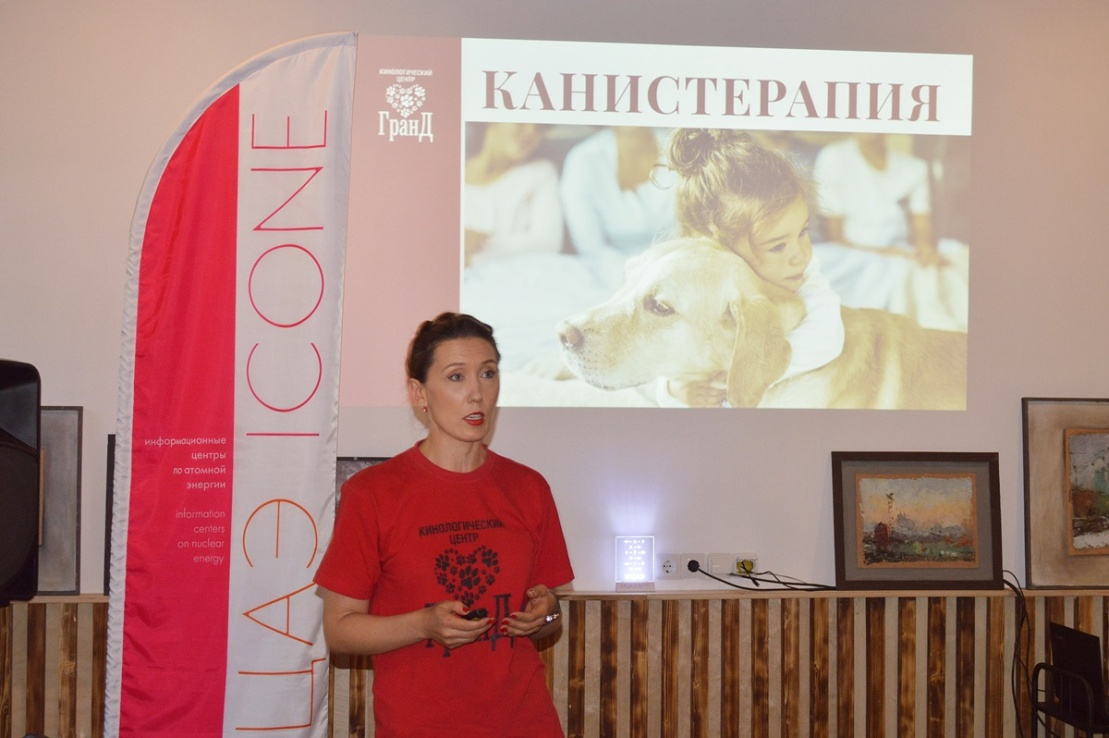 КИНОЛОГИЧЕСКИЙ
ЦЕНТР
ГранД
КАНИСТЕРАПИЯ
ICONE
ЦАЭ
информационные
центры
по атомной
энергии
information
centers
on nuclear
energy
КИНОЛОГИЧЕСКИЙ
ЦЕНТР